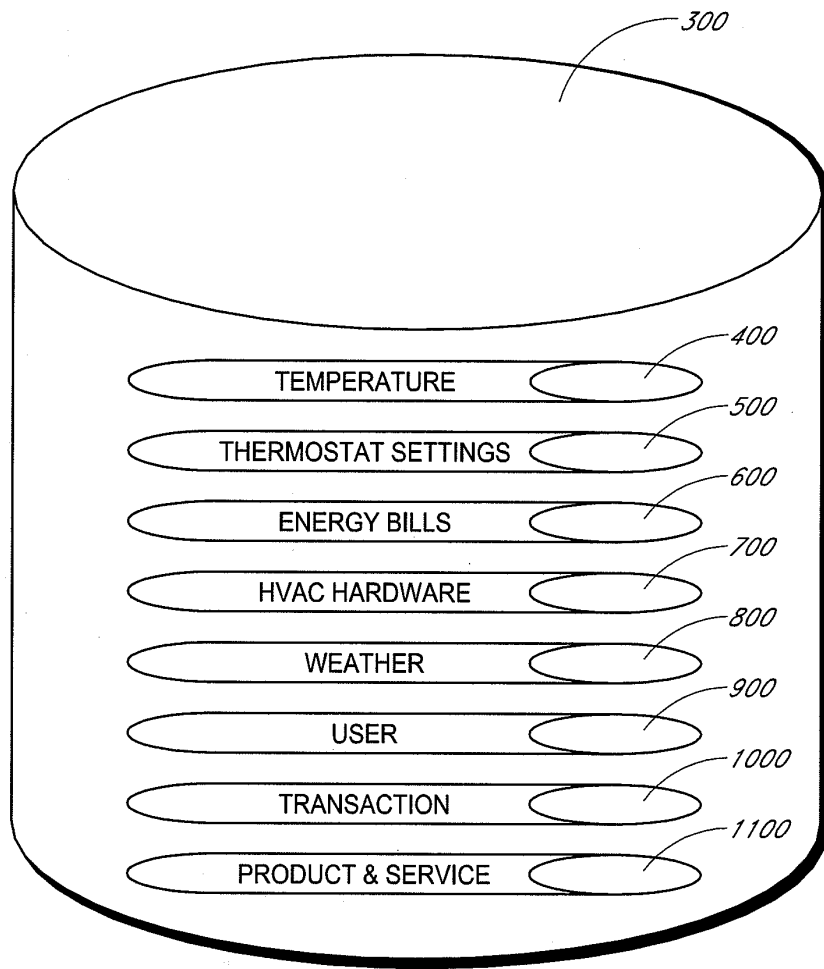 300
400
TEMPERATURE
500
THERMOSTAT SETTINGS
600
ENERGY BILLS
700
HVAC HARDWARE
800
WEATHER
900
USER
1000
TRANSACTION
1100
PRODUCT & SERVICE